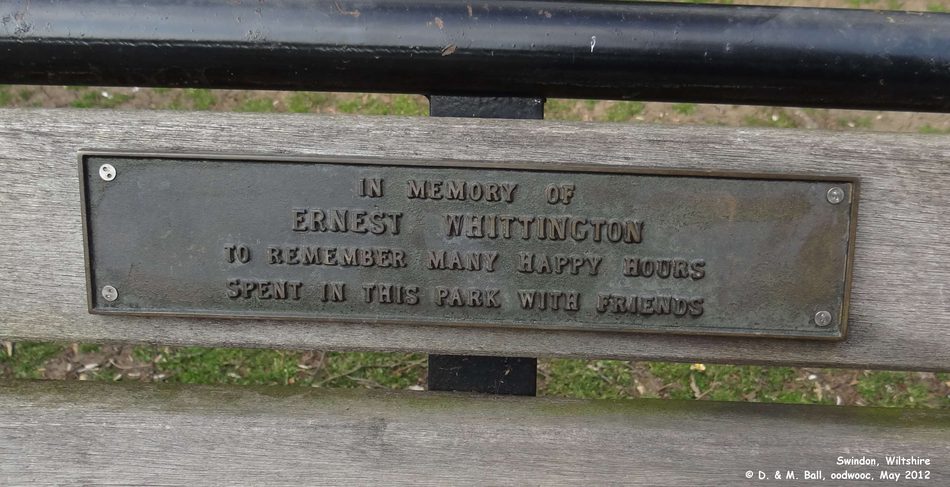 IN MEMORY OF
ERNEST WHITTINGTON
TO REMEMBER MANY HAPPY HOURS
SPENT IN THIS PARK WITH FRIENDS
Swindon, Wiltshire
© D. & M. Ball, oodwooc, May 2012